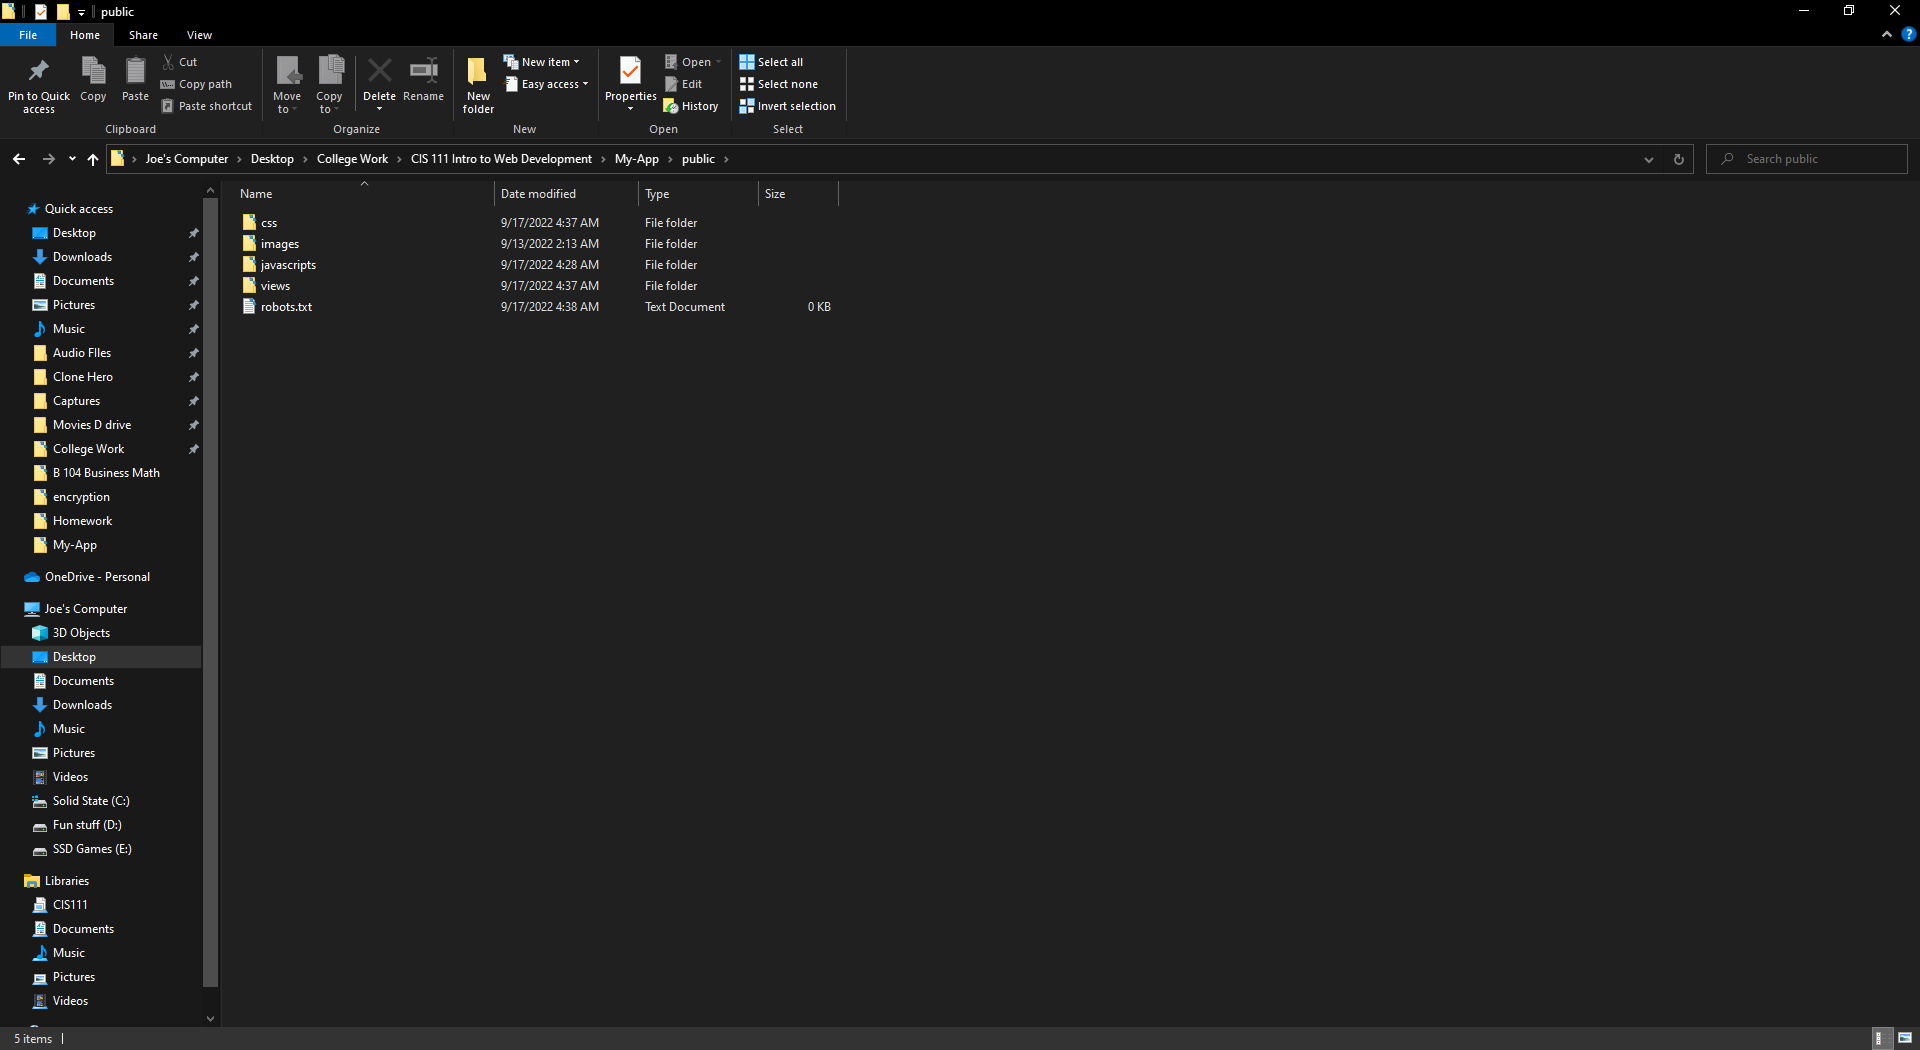 public
File Home Share View
Pin to Quick access
Copy
Paste
Cut
Copy path
Paste shortcut
Clipboard
Move to
Copy to
Delete
Rename
Organize
New folder
New item
Easy access
New
Properties
Open
Edit
History
Open
Select all
Select none
Invert selection
Select
Joe's Computer > Desktop > College Work > CIS 111 Intro to Web Development > My-App > public >
Search public
Quick access
Desktop
Downloads
Documents
Pictures
Music
Audio FIles
Clone Hero
Captures
Movies D drive
College Work
B 104 Business Math
encryption
Homework
My-App
OneDrive - Personal
Joe's Computer
3D Objects
Desktop
Documents
Downloads
Music
Pictures
Videos
Solid State (C:)
Fun stuff (D:)
SSD Games (E:)
Libraries
CIS111
Documents
Music
Pictures
Videos
Name Date modified Type Size
css 9/17/2022 4:37 AM File folder
images 9/13/2022 2:13 AM File folder
javascripts 9/17/2022 4:28 AM File folder
views 9/17/2022 4:37 AM File folder
robots.txt 9/17/2022 4:38 AM Text Document 0 KB
5 items